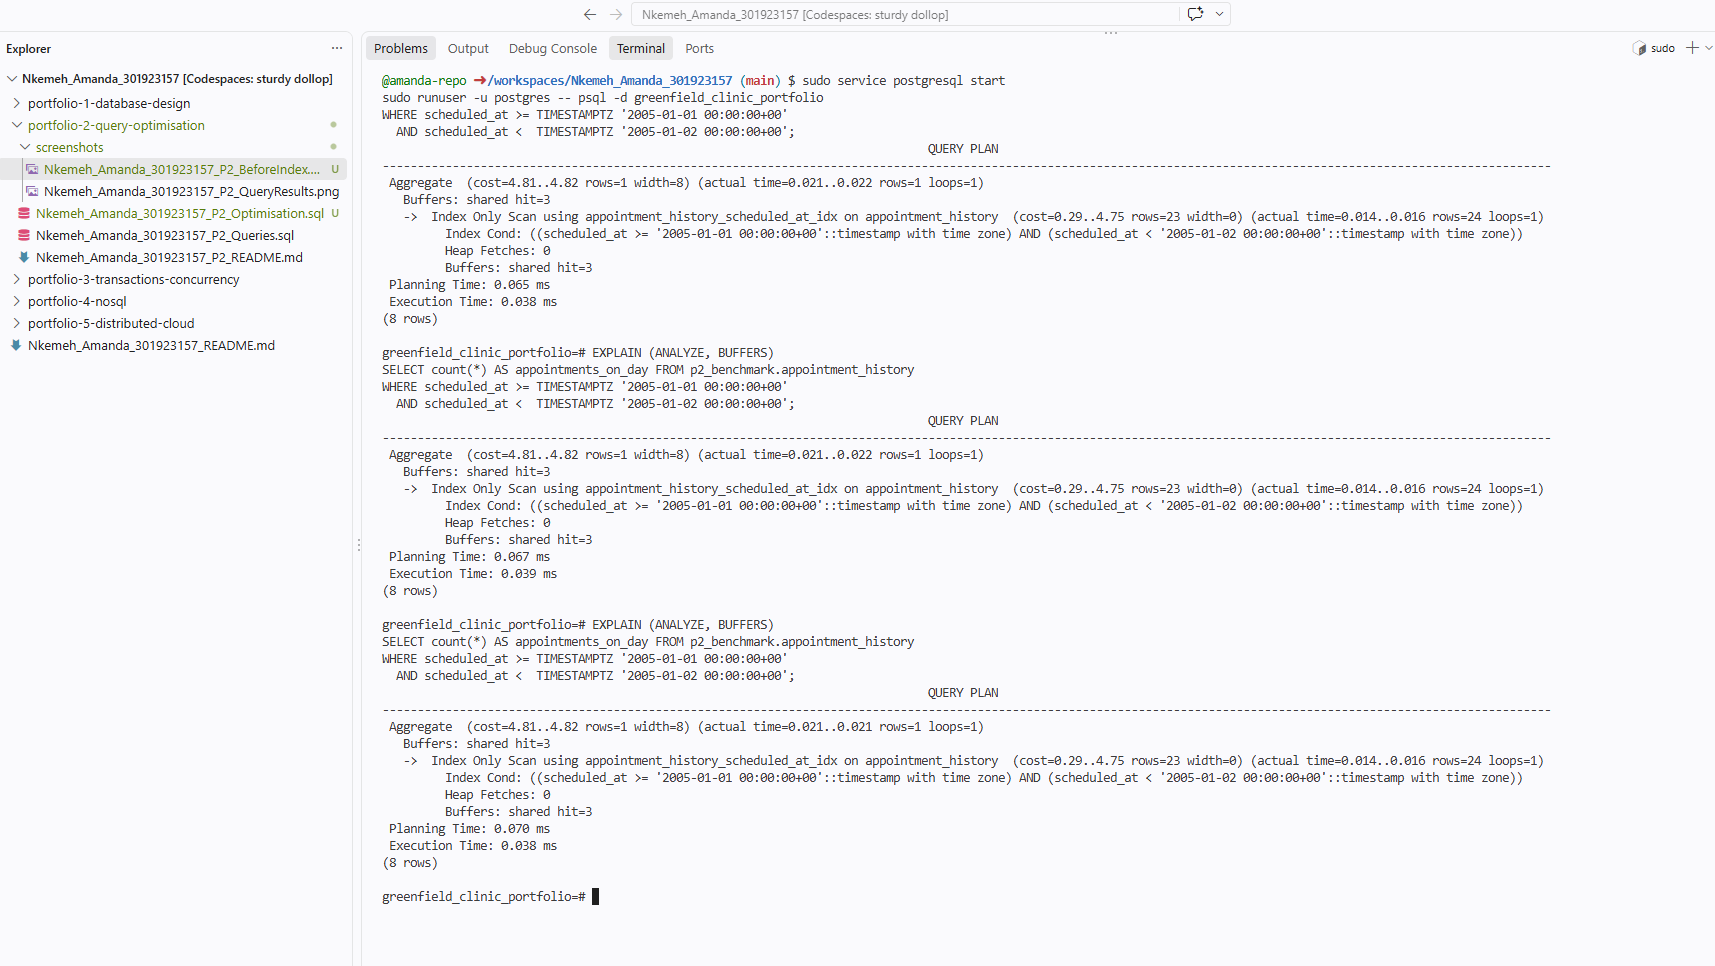 Nkemeh_Amanda_301923157 [Codespaces: sturdy dollop]
Explorer
Nkemeh_Amanda_301923157 [Codespaces: sturdy dollop]
portfolio-1-database-design
portfolio-2-query-optimisation
screenshots
Nkemeh_Amanda_301923157_P2_BeforeIndex.... U
Nkemeh_Amanda_301923157_P2_QueryResults.png
Nkemeh_Amanda_301923157_P2_Optimisation.sql U
Nkemeh_Amanda_301923157_P2_Queries.sql
Nkemeh_Amanda_301923157_P2_README.md
portfolio-3-transactions-concurrency
portfolio-4-nosql
portfolio-5-distributed-cloud
Nkemeh_Amanda_301923157_README.md
Problems Output Debug Console Terminal Ports
sudo
@amanda-repo ➜/workspaces/Nkemeh_Amanda_301923157 (main) $ sudo service postgresql start
sudo runuser -u postgres -- psql -d greenfield_clinic_portfolio
WHERE scheduled_at >= TIMESTAMPTZ '2005-01-01 00:00:00+00'
  AND scheduled_at <  TIMESTAMPTZ '2005-01-02 00:00:00+00';
QUERY PLAN
Aggregate  (cost=4.81..4.82 rows=1 width=8) (actual time=0.021..0.022 rows=1 loops=1)
Buffers: shared hit=3
->  Index Only Scan using appointment_history_scheduled_at_idx on appointment_history  (cost=0.29..4.75 rows=23 width=0) (actual time=0.014..0.016 rows=24 loops=1)
Index Cond: ((scheduled_at >= '2005-01-01 00:00:00+00'::timestamp with time zone) AND (scheduled_at < '2005-01-02 00:00:00+00'::timestamp with time zone))
Heap Fetches: 0
Buffers: shared hit=3
Planning Time: 0.065 ms
Execution Time: 0.038 ms
(8 rows)
greenfield_clinic_portfolio=# EXPLAIN (ANALYZE, BUFFERS)
SELECT count(*) AS appointments_on_day FROM p2_benchmark.appointment_history
WHERE scheduled_at >= TIMESTAMPTZ '2005-01-01 00:00:00+00'
  AND scheduled_at <  TIMESTAMPTZ '2005-01-02 00:00:00+00';
QUERY PLAN
Aggregate  (cost=4.81..4.82 rows=1 width=8) (actual time=0.021..0.022 rows=1 loops=1)
Buffers: shared hit=3
->  Index Only Scan using appointment_history_scheduled_at_idx on appointment_history  (cost=0.29..4.75 rows=23 width=0) (actual time=0.014..0.016 rows=24 loops=1)
Index Cond: ((scheduled_at >= '2005-01-01 00:00:00+00'::timestamp with time zone) AND (scheduled_at < '2005-01-02 00:00:00+00'::timestamp with time zone))
Heap Fetches: 0
Buffers: shared hit=3
Planning Time: 0.067 ms
Execution Time: 0.039 ms
(8 rows)
greenfield_clinic_portfolio=# EXPLAIN (ANALYZE, BUFFERS)
SELECT count(*) AS appointments_on_day FROM p2_benchmark.appointment_history
WHERE scheduled_at >= TIMESTAMPTZ '2005-01-01 00:00:00+00'
  AND scheduled_at <  TIMESTAMPTZ '2005-01-02 00:00:00+00';
QUERY PLAN
Aggregate  (cost=4.81..4.82 rows=1 width=8) (actual time=0.021..0.021 rows=1 loops=1)
Buffers: shared hit=3
->  Index Only Scan using appointment_history_scheduled_at_idx on appointment_history  (cost=0.29..4.75 rows=23 width=0) (actual time=0.014..0.016 rows=24 loops=1)
Index Cond: ((scheduled_at >= '2005-01-01 00:00:00+00'::timestamp with time zone) AND (scheduled_at < '2005-01-02 00:00:00+00'::timestamp with time zone))
Heap Fetches: 0
Buffers: shared hit=3
Planning Time: 0.070 ms
Execution Time: 0.038 ms
(8 rows)
greenfield_clinic_portfolio=#